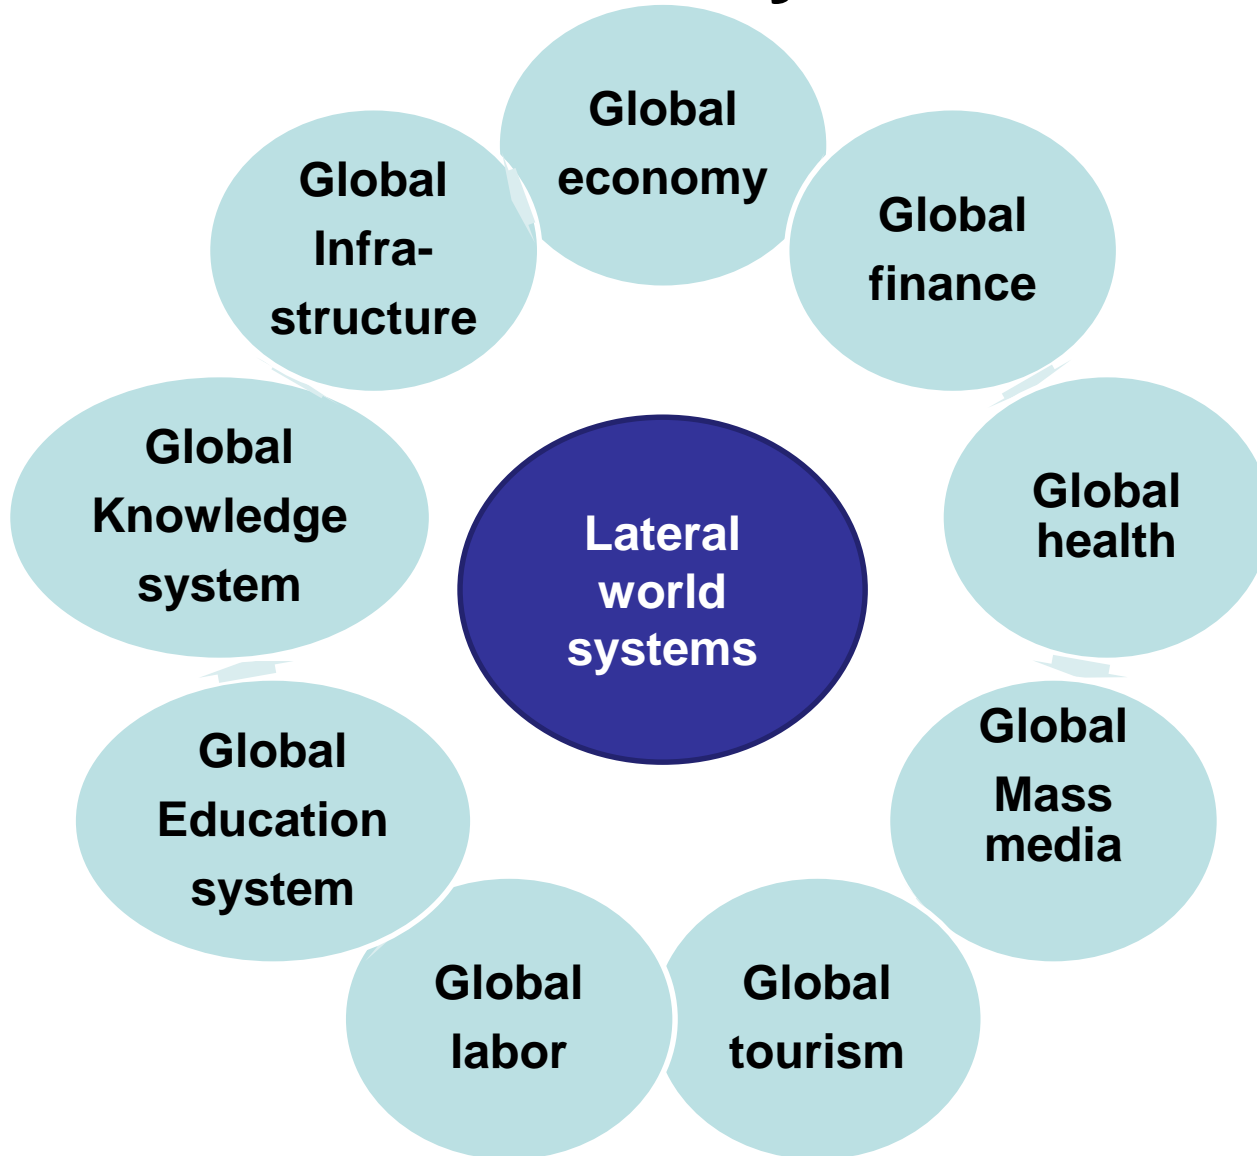 Global
economy
Global
finance
Global
health
Global
Mass
media
Global
tourism
Global
labor
Global
Education
system
Global
Knowledge
system
Global
Infra-
structure
Lateral
world
systems